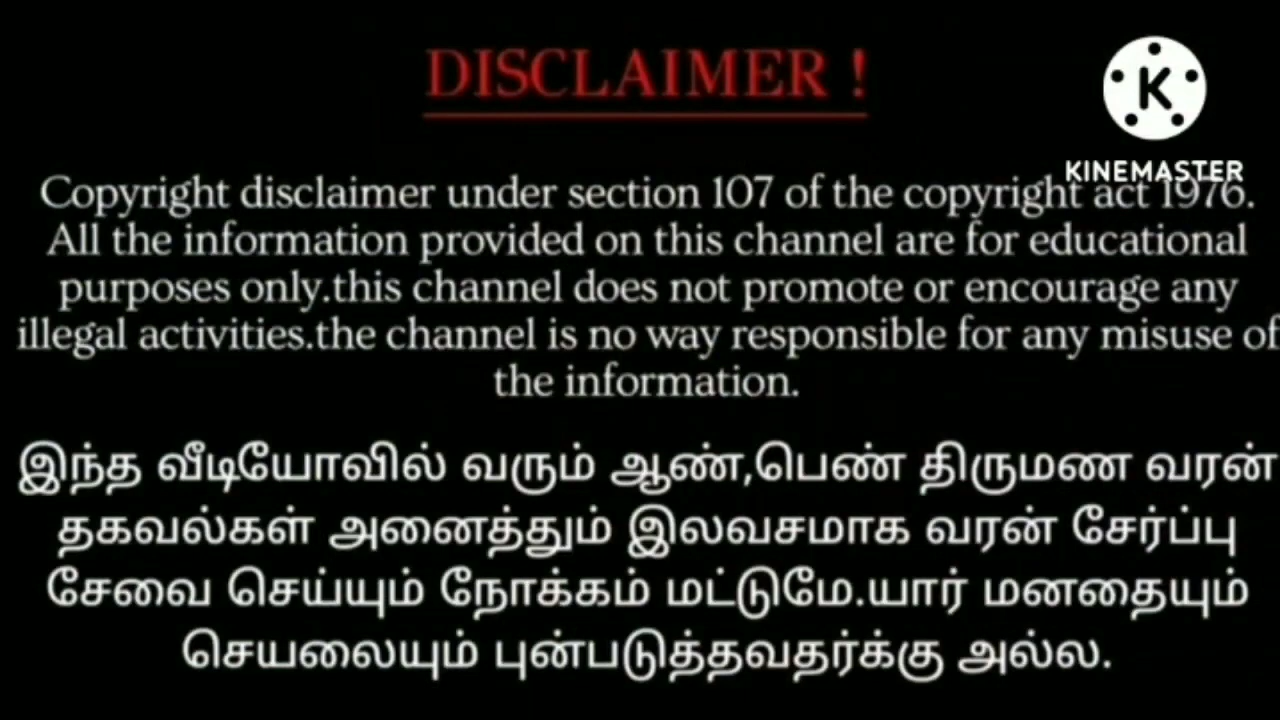 DISCLAIMER !
K
KINEMASTER
Copyright disclaimer under section 107 of the copyright act 1976.
All the information provided on this channel are for educational
purposes only.this channel does not promote or encourage any
illegal activities.the channel is no way responsible for any misuse of
the information.
இந்த வீடியோவில் வரும் ஆண்,பெண் திருமண வரன்
தகவல்கள் அனைத்தும் இலவசமாக வரன் சேர்ப்பு
சேவை செய்யும் நோக்கம் மட்டுமே.யார் மனதையும்
செயலையும் புன்படுத்தவதர்க்கு அல்ல.